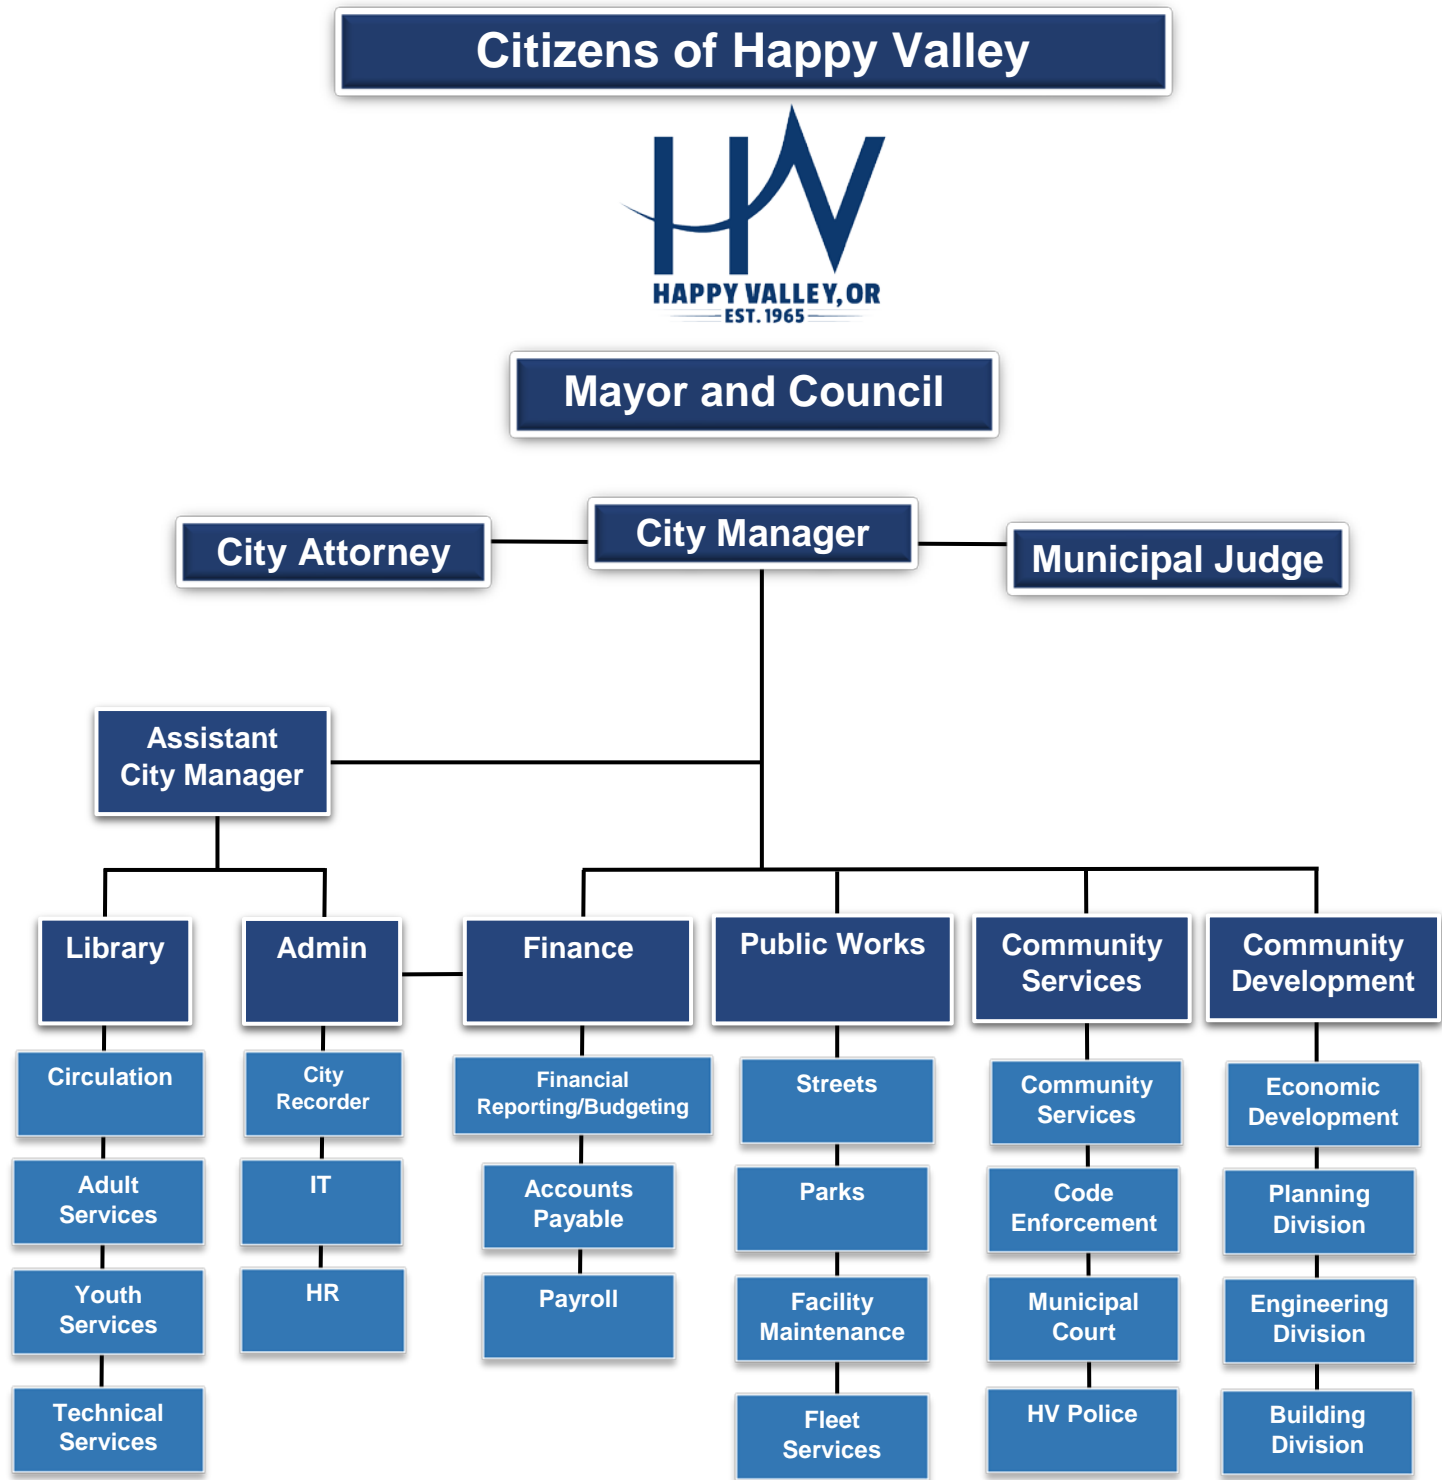 Citizens of Happy Valley
HV
HAPPY VALLEY, OR
EST. 1965
Mayor and Council
City Attorney
City Manager
Municipal Judge
Assistant
City Manager
Library
Admin
Finance
Public Works
Community
Services
Community
Development
Circulation
Adult
Services
Youth
Services
Technical
Services
City
Recorder
IT
HR
Financial
Reporting/Budgeting
Accounts
Payable
Payroll
Streets
Parks
Facility
Maintenance
Fleet
Services
Community
Services
Code
Enforcement
Municipal
Court
HV Police
Economic
Development
Planning
Division
Engineering
Division
Building
Division